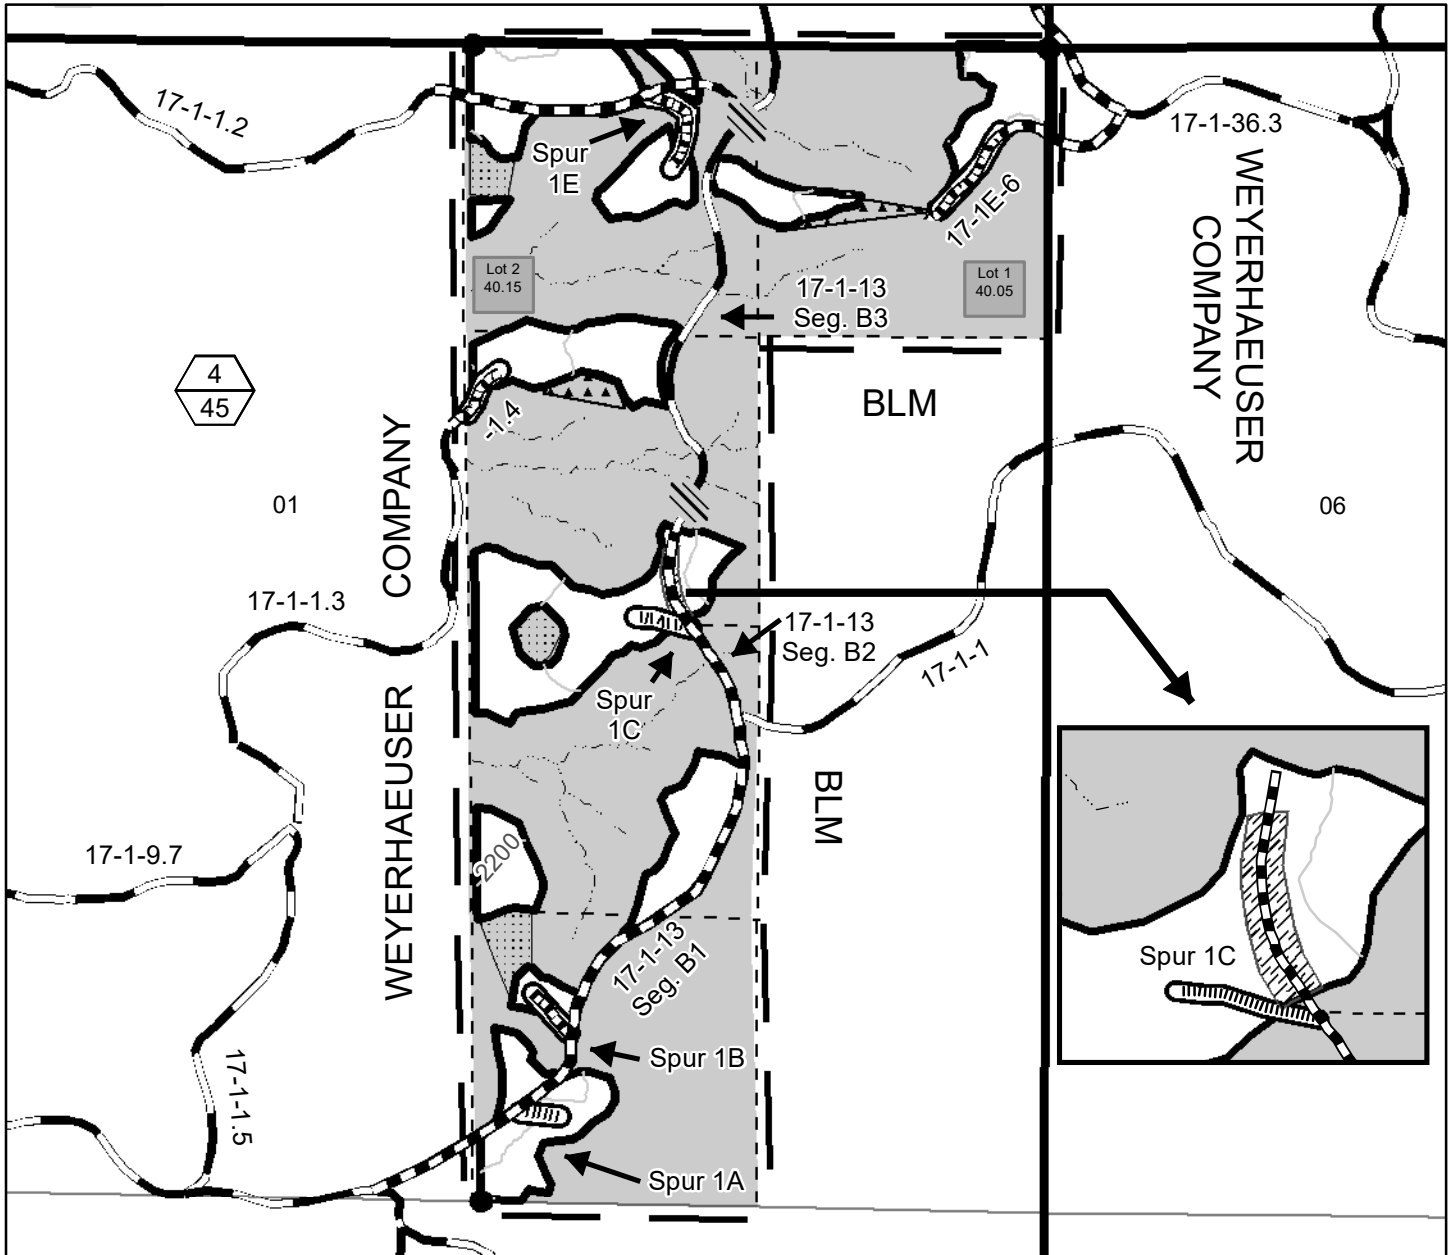 17-1-1.2
17-1-36.3
Spur
1E
17-1E-6
WEYERHAEUSER
COMPANY
Lot 2
40.15
Lot 1
40.05
17-1-13
Seg. B3
4
45
-1.4
BLM
COMPANY
01
06
17-1-1.3
17-1-13
Seg. B2
17-1-1
Spur
1C
WEYERHAEUSER
BLM
2200
17-1-9.7
17-1-13
Seg. B1
Spur 1C
Spur 1B
17-1-1.5
Spur 1A